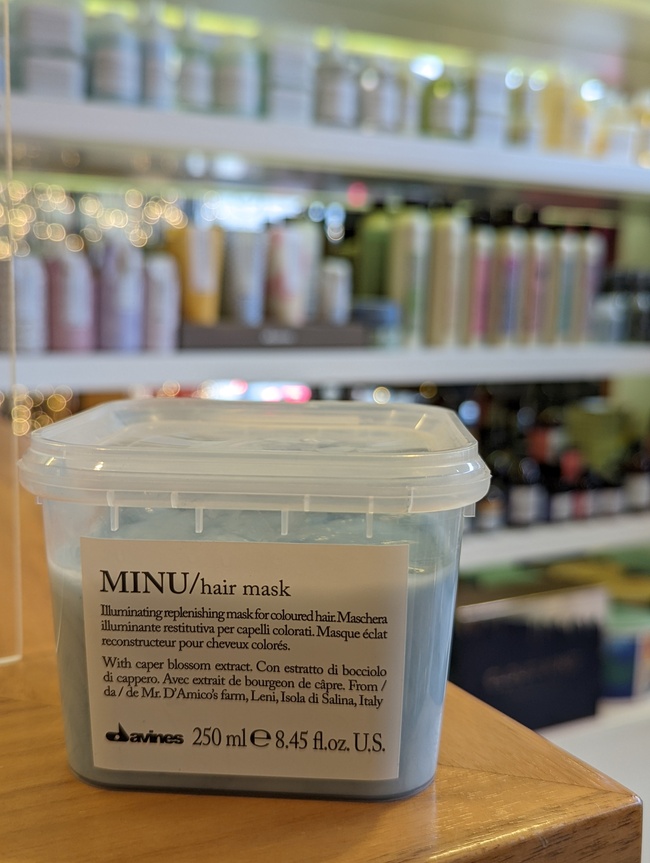 MINU/hair mask
Illuminating replenishing mask for coloured hair. Maschera
illuminante restitutiva per capelli colorati. Masque éclat
reconstructeur pour cheveux colorés.
With caper blossom extract. Con estratto di bocciolo
di cappero. Avec extrait de bourgeon de câpre. From /
da / de Mr. D'Amico's farm, Leni, Isola di Salina, Italy
davines 250 ml ℮ 8.45 fl.oz. U.S.